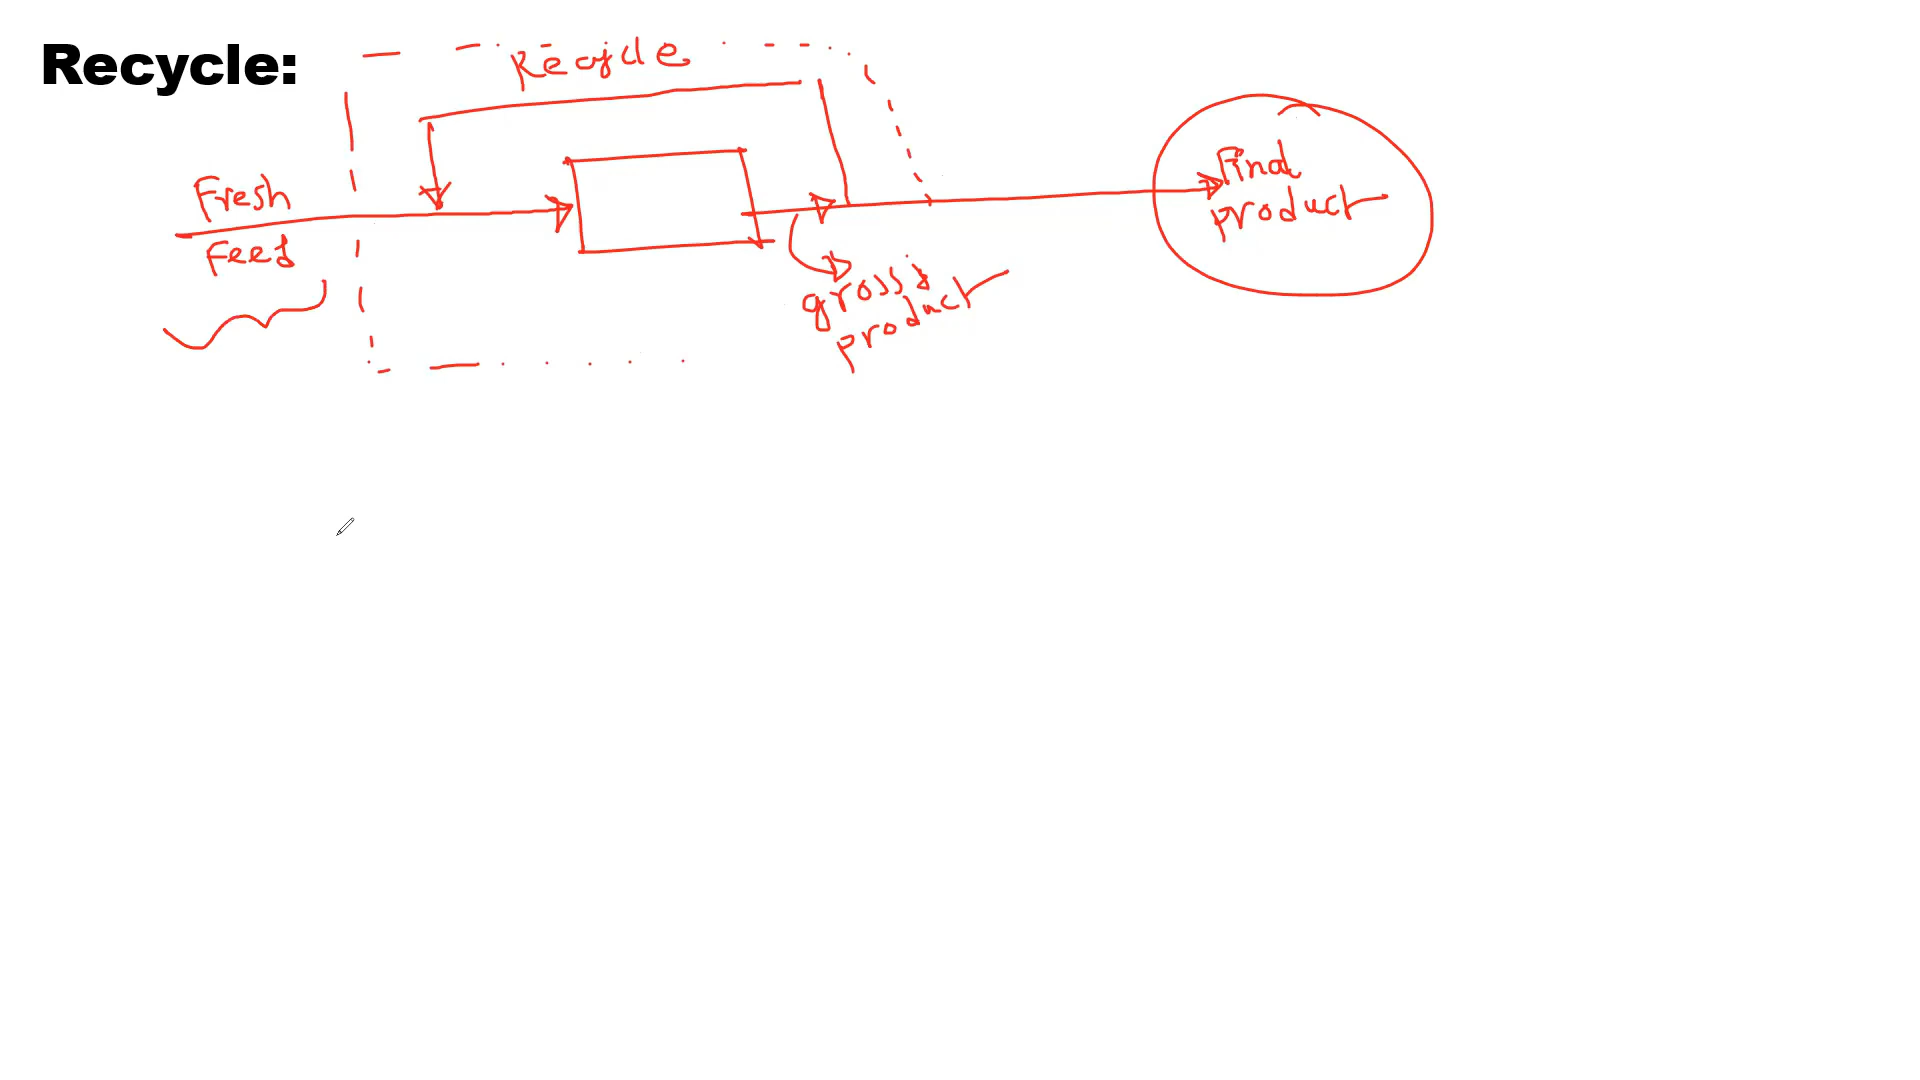 Recycle:
Recycle
Fresh
Feed
Final
product
gross
product